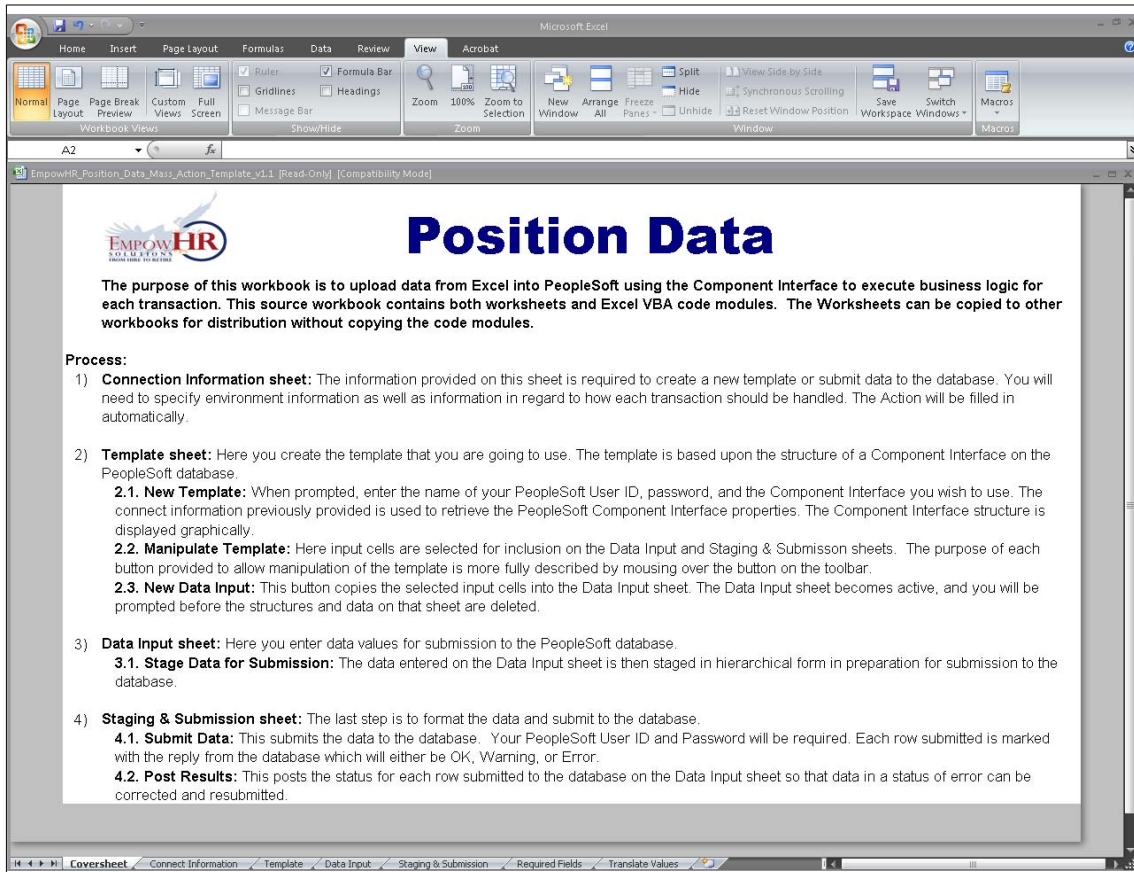 Microsoft Excel
Home Insert Page Layout Formulas Data Review View Acrobat
Normal Page Layout Page Break Preview Custom Views Full Screen
Workbook Views
Ruler Formula Bar
Gridlines Headings
Message Bar
Show/Hide
Zoom 100% Zoom to Selection
Zoom
New Window Arrange All Freeze Panes
Split
Hide
Unhide
View Side by Side
Synchronous Scrolling
Reset Window Position
Save Workspace Switch Windows
Window
Macros
Macros
A2 fx
EmpowHR_Position_Data_Mass_Action_Template_v1.1 [Read-Only] [Compatibility Mode]
EMPOWHR
SOLUTIONS
FROM HIRE TO RETIRE
Position Data
The purpose of this workbook is to upload data from Excel into PeopleSoft using the Component Interface to execute business logic for
each transaction. This source workbook contains both worksheets and Excel VBA code modules. The Worksheets can be copied to other
workbooks for distribution without copying the code modules.
Process:
1) Connection Information sheet: The information provided on this sheet is required to create a new template or submit data to the database. You will
need to specify environment information as well as information in regard to how each transaction should be handled. The Action will be filled in
automatically.
2) Template sheet: Here you create the template that you are going to use. The template is based upon the structure of a Component Interface on the
PeopleSoft database.
2.1. New Template: When prompted, enter the name of your PeopleSoft User ID, password, and the Component Interface you wish to use. The
connect information previously provided is used to retrieve the PeopleSoft Component Interface properties. The Component Interface structure is
displayed graphically.
2.2. Manipulate Template: Here input cells are selected for inclusion on the Data Input and Staging & Submisson sheets. The purpose of each
button provided to allow manipulation of the template is more fully described by mousing over the button on the toolbar.
2.3. New Data Input: This button copies the selected input cells into the Data Input sheet. The Data Input sheet becomes active, and you will be
prompted before the structures and data on that sheet are deleted.
3) Data Input sheet: Here you enter data values for submission to the PeopleSoft database.
3.1. Stage Data for Submission: The data entered on the Data Input sheet is then staged in hierarchical form in preparation for submission to the
database.
4) Staging & Submission sheet: The last step is to format the data and submit to the database.
4.1. Submit Data: This submits the data to the database. Your PeopleSoft User ID and Password will be required. Each row submitted is marked
with the reply from the database which will either be OK, Warning, or Error.
4.2. Post Results: This posts the status for each row submitted to the database on the Data Input sheet so that data in a status of error can be
corrected and resubmitted.
Coversheet Connect Information Template Data Input Staging & Submission Required Fields Translate Values